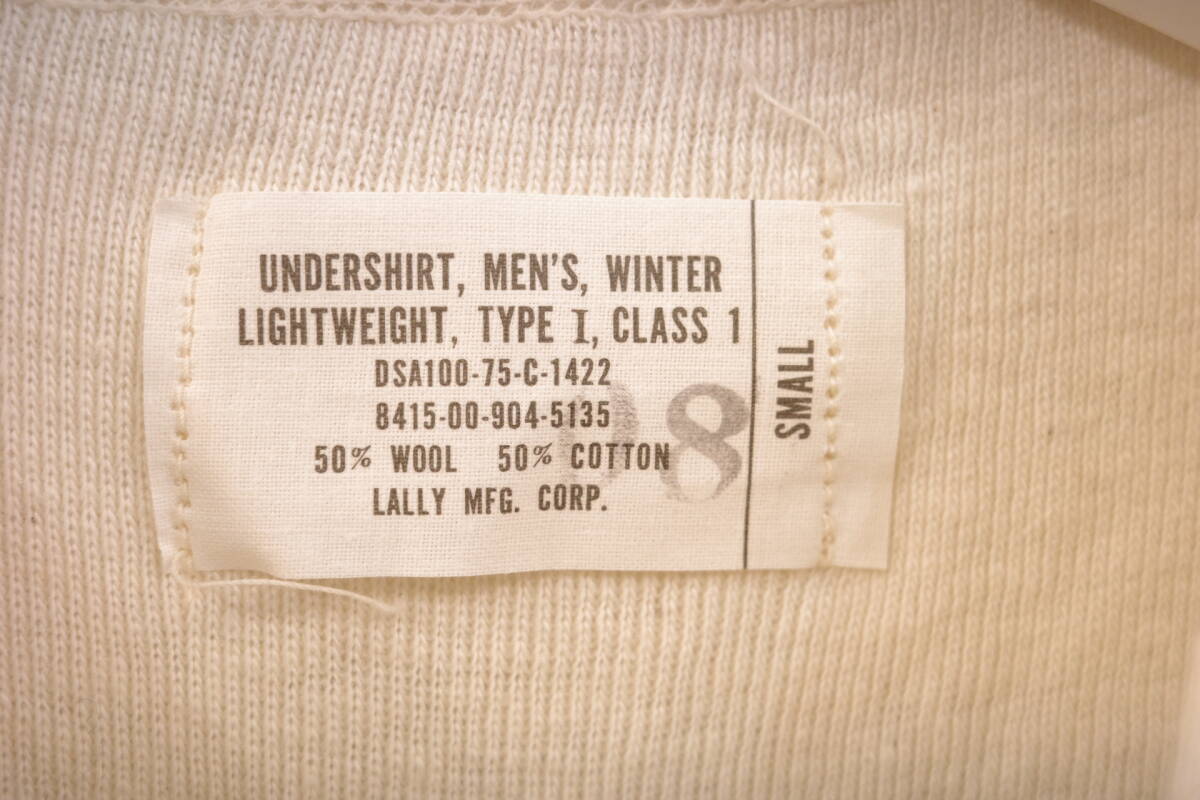 UNDERSHIRT, MEN'S, WINTER
LIGHTWEIGHT, TYPE I, CLASS 1
DSA100-75-C-1422
8415-00-904-5135
50% WOOL 50% COTTON
LALLY MFG. CORP.
SMALL
08